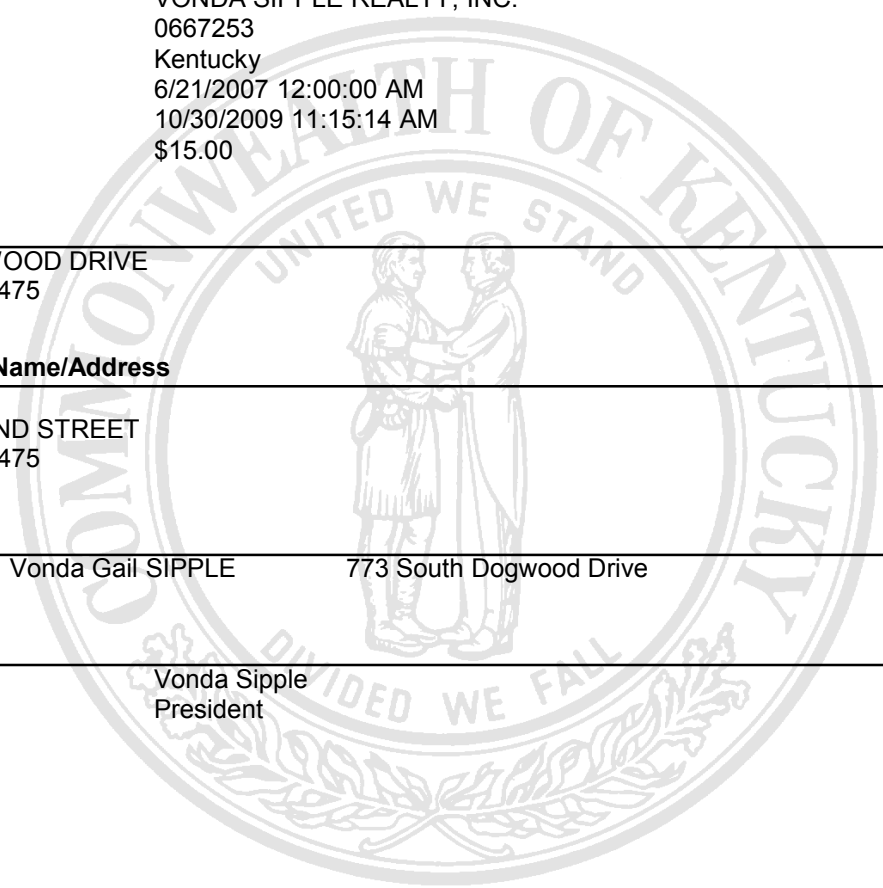 VONDA SIPPLE REALTY, INC.
0667253
Kentucky
6/21/2007 12:00:00 AM
10/30/2009 11:15:14 AM
$15.00
OOD DRIVE
475
Name/Address
ND STREET
475
Vonda Gail SIPPLE 773 South Dogwood Drive
Vonda Sipple
President
COMMONWEALTH OF KENTUCKY
UNITED WE STAND
DIVIDED WE FALL